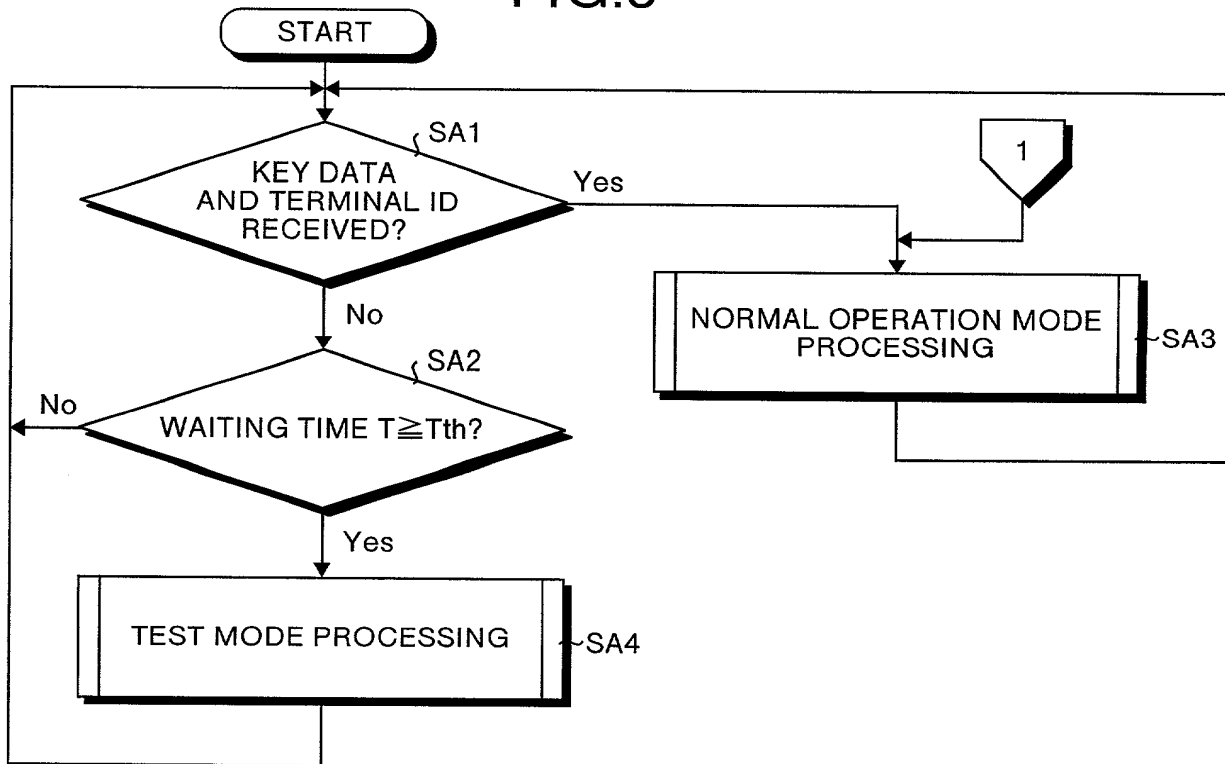 START
SA1
KEY DATA
AND TERMINAL ID
RECEIVED?
Yes
1
No
NORMAL OPERATION MODE
PROCESSING
SA3
SA2
No
WAITING TIME T≧Tth?
Yes
TEST MODE PROCESSING
SA4